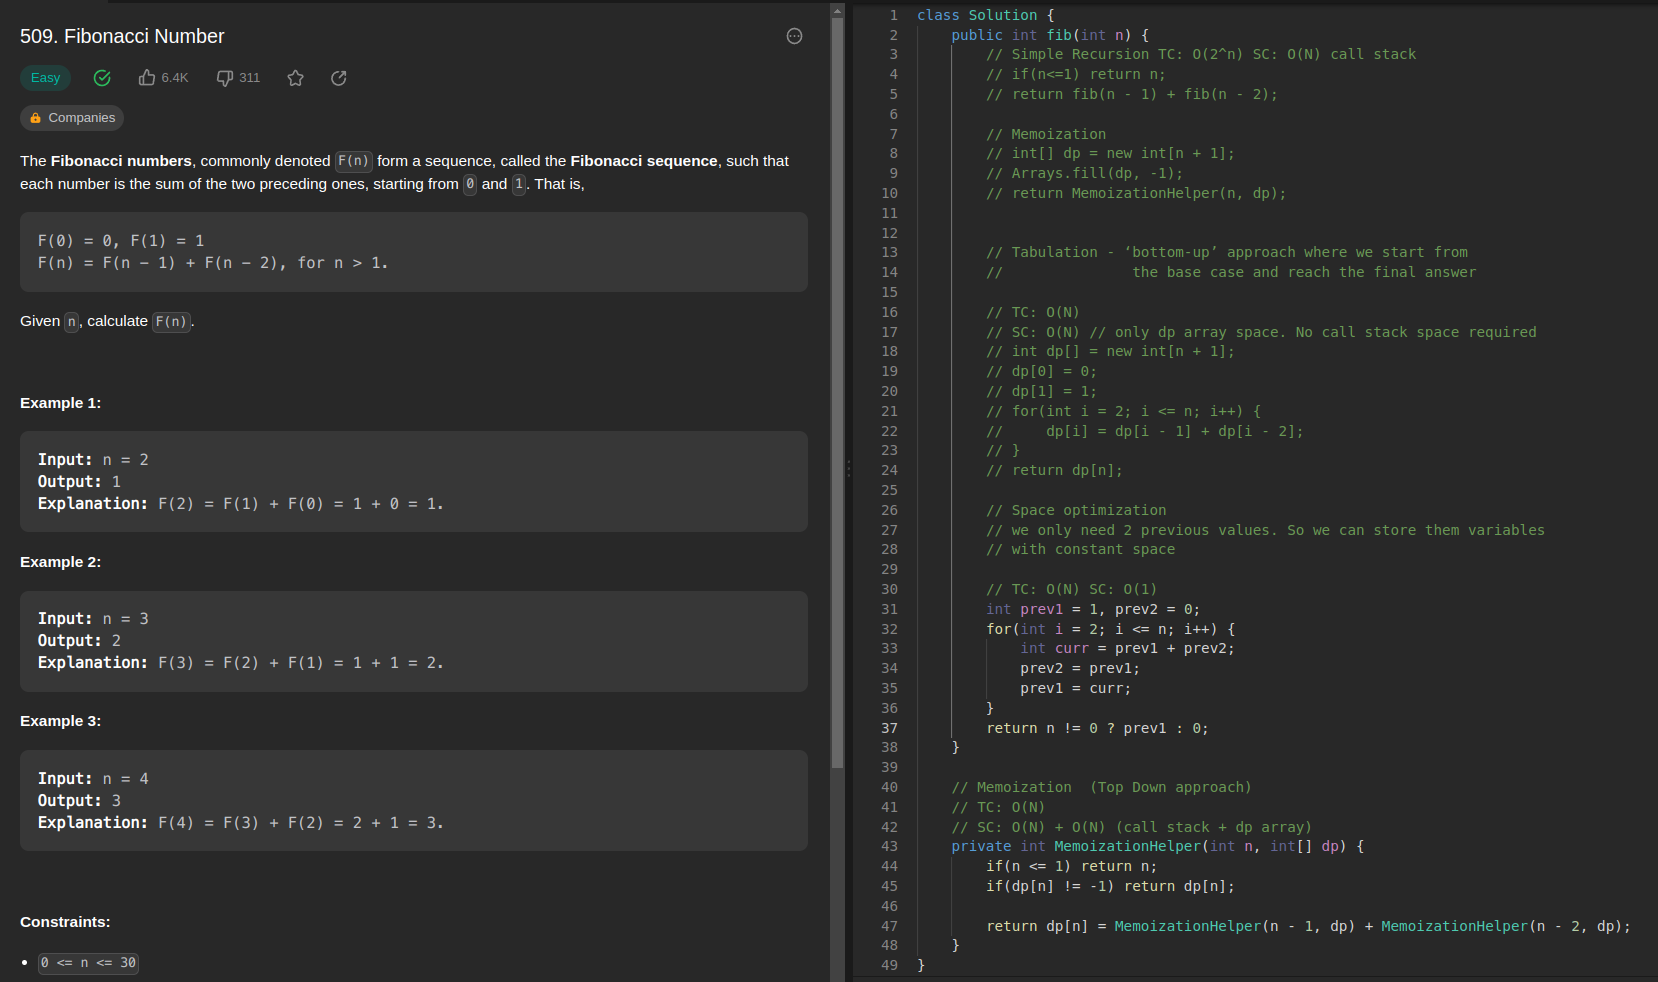 509. Fibonacci Number
Easy 6.4K 311
Companies
The Fibonacci numbers, commonly denoted F(n) form a sequence, called the Fibonacci sequence, such that
each number is the sum of the two preceding ones, starting from 0 and 1. That is,
F(0) = 0, F(1) = 1
F(n) = F(n − 1) + F(n − 2), for n > 1.
Given n, calculate F(n).
Example 1:
Input: n = 2
Output: 1
Explanation: F(2) = F(1) + F(0) = 1 + 0 = 1.
Example 2:
Input: n = 3
Output: 2
Explanation: F(3) = F(2) + F(1) = 1 + 1 = 2.
Example 3:
Input: n = 4
Output: 3
Explanation: F(4) = F(3) + F(2) = 2 + 1 = 3.
Constraints:
• 0 <= n <= 30
1 class Solution {
2     public int fib(int n) {
3         // Simple Recursion TC: O(2^n) SC: O(N) call stack
4         // if(n<=1) return n;
5         // return fib(n - 1) + fib(n - 2);
6
7         // Memoization
8         // int[] dp = new int[n + 1];
9         // Arrays.fill(dp, -1);
10         // return MemoizationHelper(n, dp);
11
12
13         // Tabulation - ‘bottom-up’ approach where we start from
14         //               the base case and reach the final answer
15
16         // TC: O(N)
17         // SC: O(N) // only dp array space. No call stack space required
18         // int dp[] = new int[n + 1];
19         // dp[0] = 0;
20         // dp[1] = 1;
21         // for(int i = 2; i <= n; i++) {
22         //     dp[i] = dp[i - 1] + dp[i - 2];
23         // }
24         // return dp[n];
25
26         // Space optimization
27         // we only need 2 previous values. So we can store them variables
28         // with constant space
29
30         // TC: O(N) SC: O(1)
31         int prev1 = 1, prev2 = 0;
32         for(int i = 2; i <= n; i++) {
33             int curr = prev1 + prev2;
34             prev2 = prev1;
35             prev1 = curr;
36         }
37         return n != 0 ? prev1 : 0;
38     }
39
40     // Memoization  (Top Down approach)
41     // TC: O(N)
42     // SC: O(N) + O(N) (call stack + dp array)
43     private int MemoizationHelper(int n, int[] dp) {
44         if(n <= 1) return n;
45         if(dp[n] != -1) return dp[n];
46
47         return dp[n] = MemoizationHelper(n - 1, dp) + MemoizationHelper(n - 2, dp);
48     }
49 }